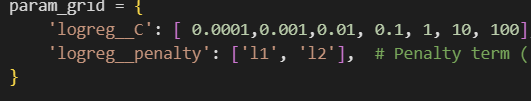 param_grid = {
    'logreg__C': [ 0.0001,0.001,0.01, 0.1, 1, 10, 100]
    'logreg__penalty': ['l1', 'l2'],  # Penalty term (
}